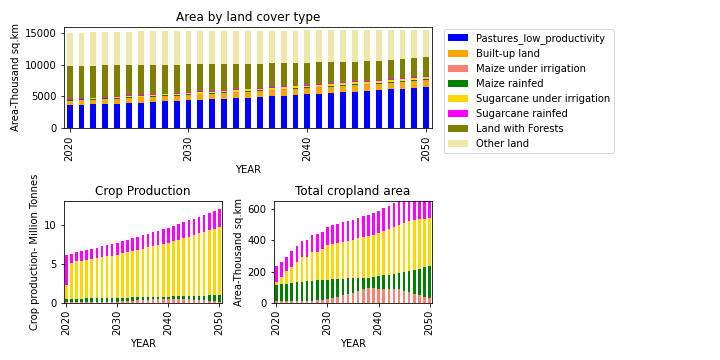 Area by land cover type
Area-Thousand sq.km
15000
10000
5000
0
2020
2030
2040
2050
YEAR
Pastures_low_productivity
Built-up land
Maize under irrigation
Maize rainfed
Sugarcane under irrigation
Sugarcane rainfed
Land with Forests
Other land
Crop Production
Crop production- Million Tonnes
10
5
0
2020
2030
2040
2050
YEAR
Total cropland area
Area-Thousand sq.km
600
400
200
0
2020
2030
2040
2050
YEAR